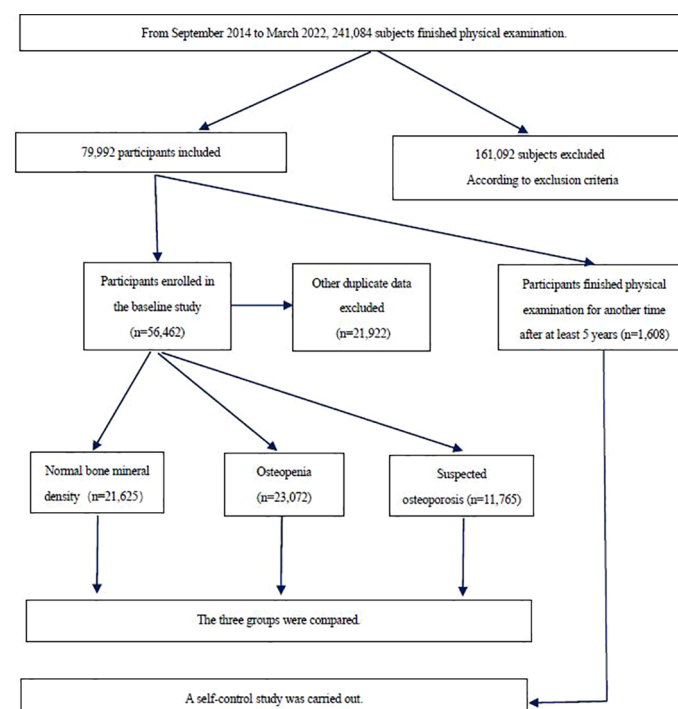 From September 2014 to March 2022, 241,084 subjects finished physical examination.
79,992 participants included
161,092 subjects excluded
According to exclusion criteria
Participants enrolled in
the baseline study
(n=56,462)
Other duplicate data
excluded
(n=21,922)
Participants finished physical
examination for another time
after at least 5 years (n=1,608)
Normal bone mineral
density (n=21,625)
Osteopenia
(n=23,072)
Suspected
osteoporosis (n=11,765)
The three groups were compared.
A self-control study was carried out.